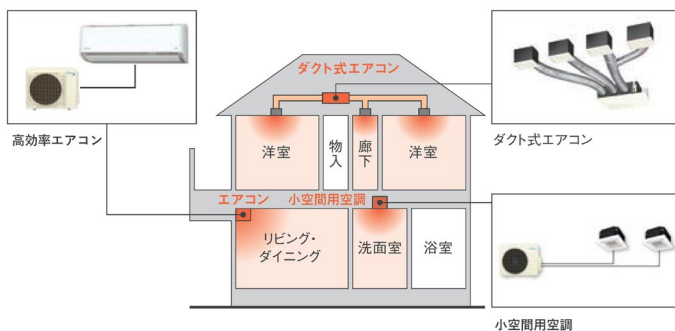 高効率エアコン
ダクト式エアコン
ダクト式エアコン
洋室
物入
廊下
洋室
エアコン
小空間用空調
リビング・
ダイニング
洗面室
浴室
小空間用空調